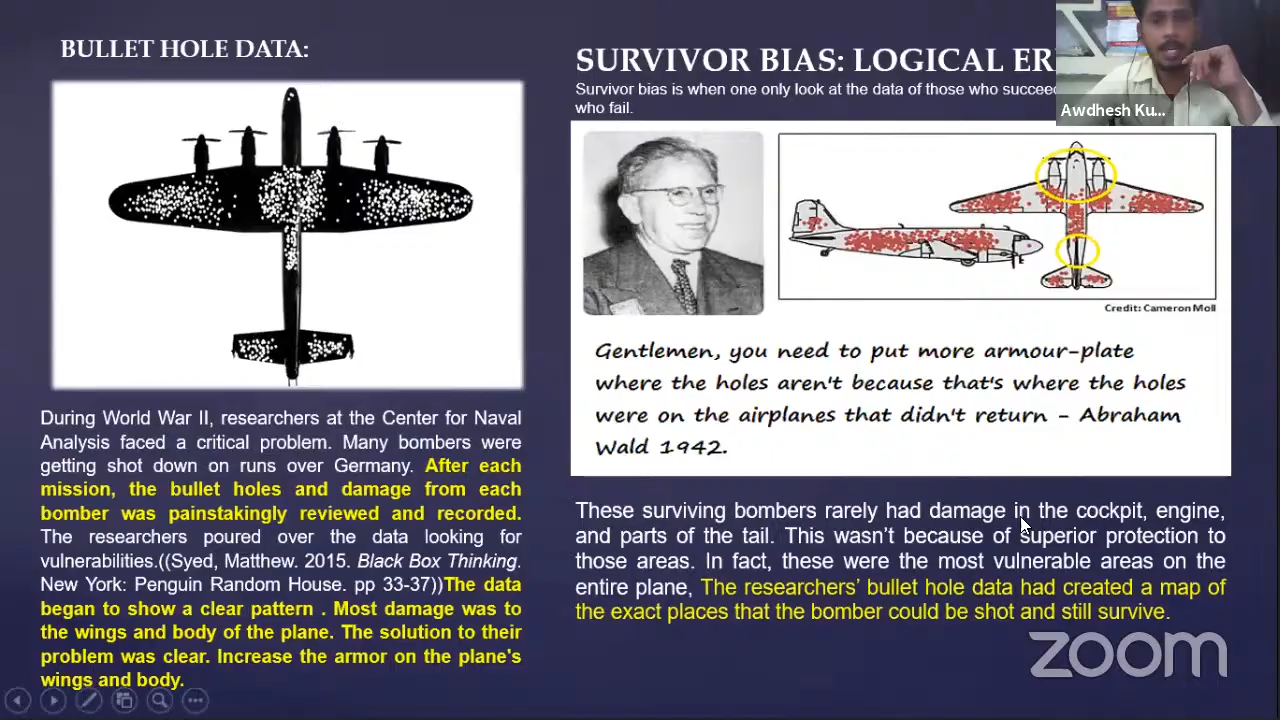 BULLET HOLE DATA:
During World War II, researchers at the Center for Naval
Analysis faced a critical problem. Many bombers were
getting shot down on runs over Germany. After each
mission, the bullet holes and damage from each
bomber was painstakingly reviewed and recorded.
The researchers poured over the data looking for
vulnerabilities.((Syed, Matthew. 2015. Black Box Thinking.
New York: Penguin Random House. pp 33-37))The data
began to show a clear pattern . Most damage was to
the wings and body of the plane. The solution to their
problem was clear. Increase the armor on the plane's
wings and body.
SURVIVOR BIAS: LOGICAL ER
Survivor bias is when one only look at the data of those who succee
who fail.
Awdhesh Ku...
Credit: Cameron Moll
Gentlemen, you need to put more armour-plate
where the holes aren't because that's where the holes
were on the airplanes that didn't return - Abraham
Wald 1942.
These surviving bombers rarely had damage in the cockpit, engine,
and parts of the tail. This wasn't because of superior protection to
those areas. In fact, these were the most vulnerable areas on the
entire plane, The researchers' bullet hole data had created a map of
the exact places that the bomber could be shot and still survive.
zoom